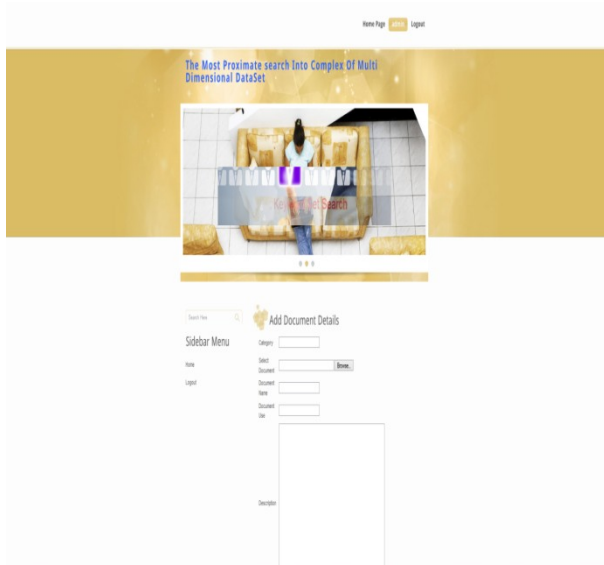 Home Page Admin Logout
The Most Proximate search Into Complex Of Multi
Dimensional DataSet
Search
Search Here
Add Document Details
Sidebar Menu
Category
Home
Select
Document
Browse..
Logout
Document
Name
Document
Use
Description